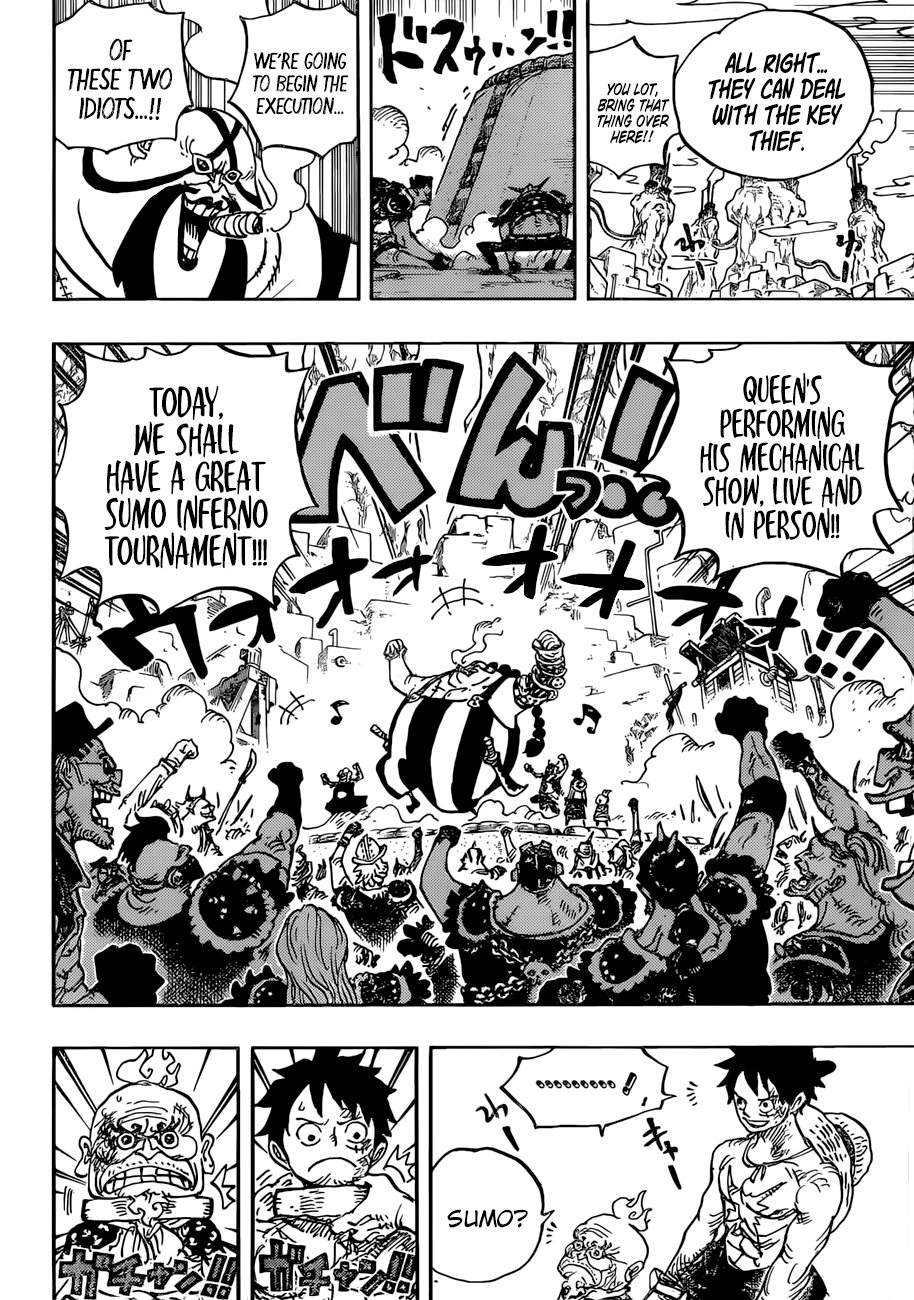 ALL RIGHT...
THEY CAN DEAL
WITH THE KEY
THIEF.
YOU LOT,
BRING THAT
THING OVER
HERE!!
ドスゥゥン!!
WE'RE GOING
TO BEGIN THE
EXECUTION...
OF
THESE TWO
IDIOTS...!!
QUEEN'S
PERFORMING
HIS MECHANICAL
SHOW, LIVE AND
IN PERSON!!
べんっ!
ウオオオオオオオ!!!
TODAY,
WE SHALL
HAVE A GREAT
SUMO INFERNO
TOURNAMENT!!!
.......... !
SUMO?
ガチャン!!
ガチャン!!